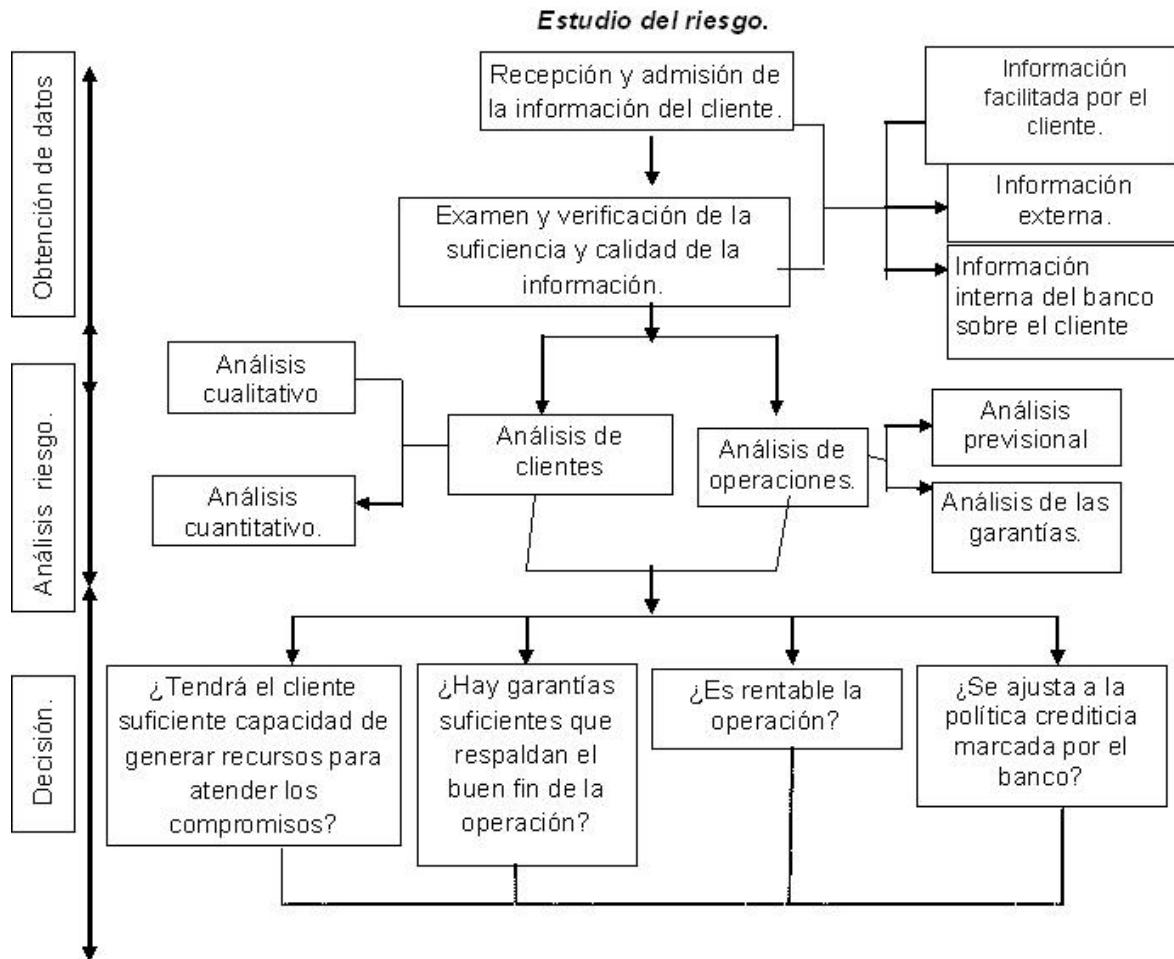 Estudio del riesgo.
Obtención de datos
Recepción y admisión de
la información del cliente.
Información
facilitada por el
cliente.
Información
externa.
Información
interna del banco
sobre el cliente
Examen y verificación de la
suficiencia y calidad de la
información.
Análisis riesgo.
Análisis
cualitativo
Análisis
cuantitativo.
Análisis de
clientes
Análisis de
operaciones.
Análisis
previsional
Análisis de las
garantías.
Decisión.
¿Tendrá el cliente
suficiente capacidad de
generar recursos para
atender los
compromisos?
¿Hay garantías
suficientes que
respaldan el
buen fin de la
operación?
¿Es rentable la
operación?
¿Se ajusta a la
política crediticia
marcada por el
banco?